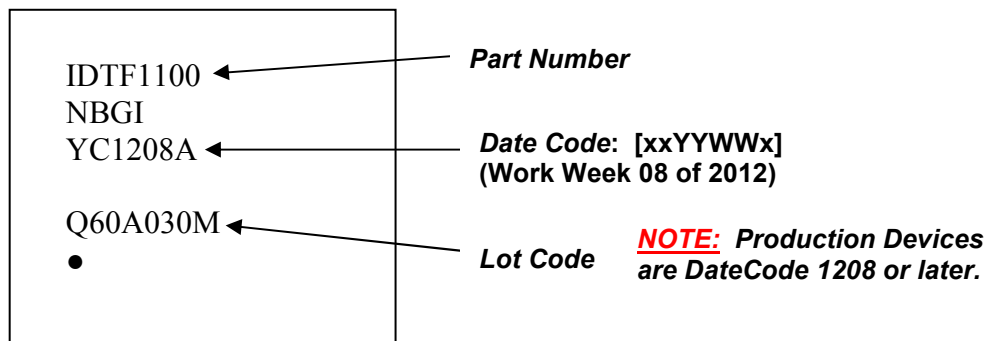 IDTF1100
NBGI
YC1208A
Q60A030M
Part Number
Date Code: [xxYYWWx]
(Work Week 08 of 2012)
Lot Code
NOTE: Production Devices
are DateCode 1208 or later.